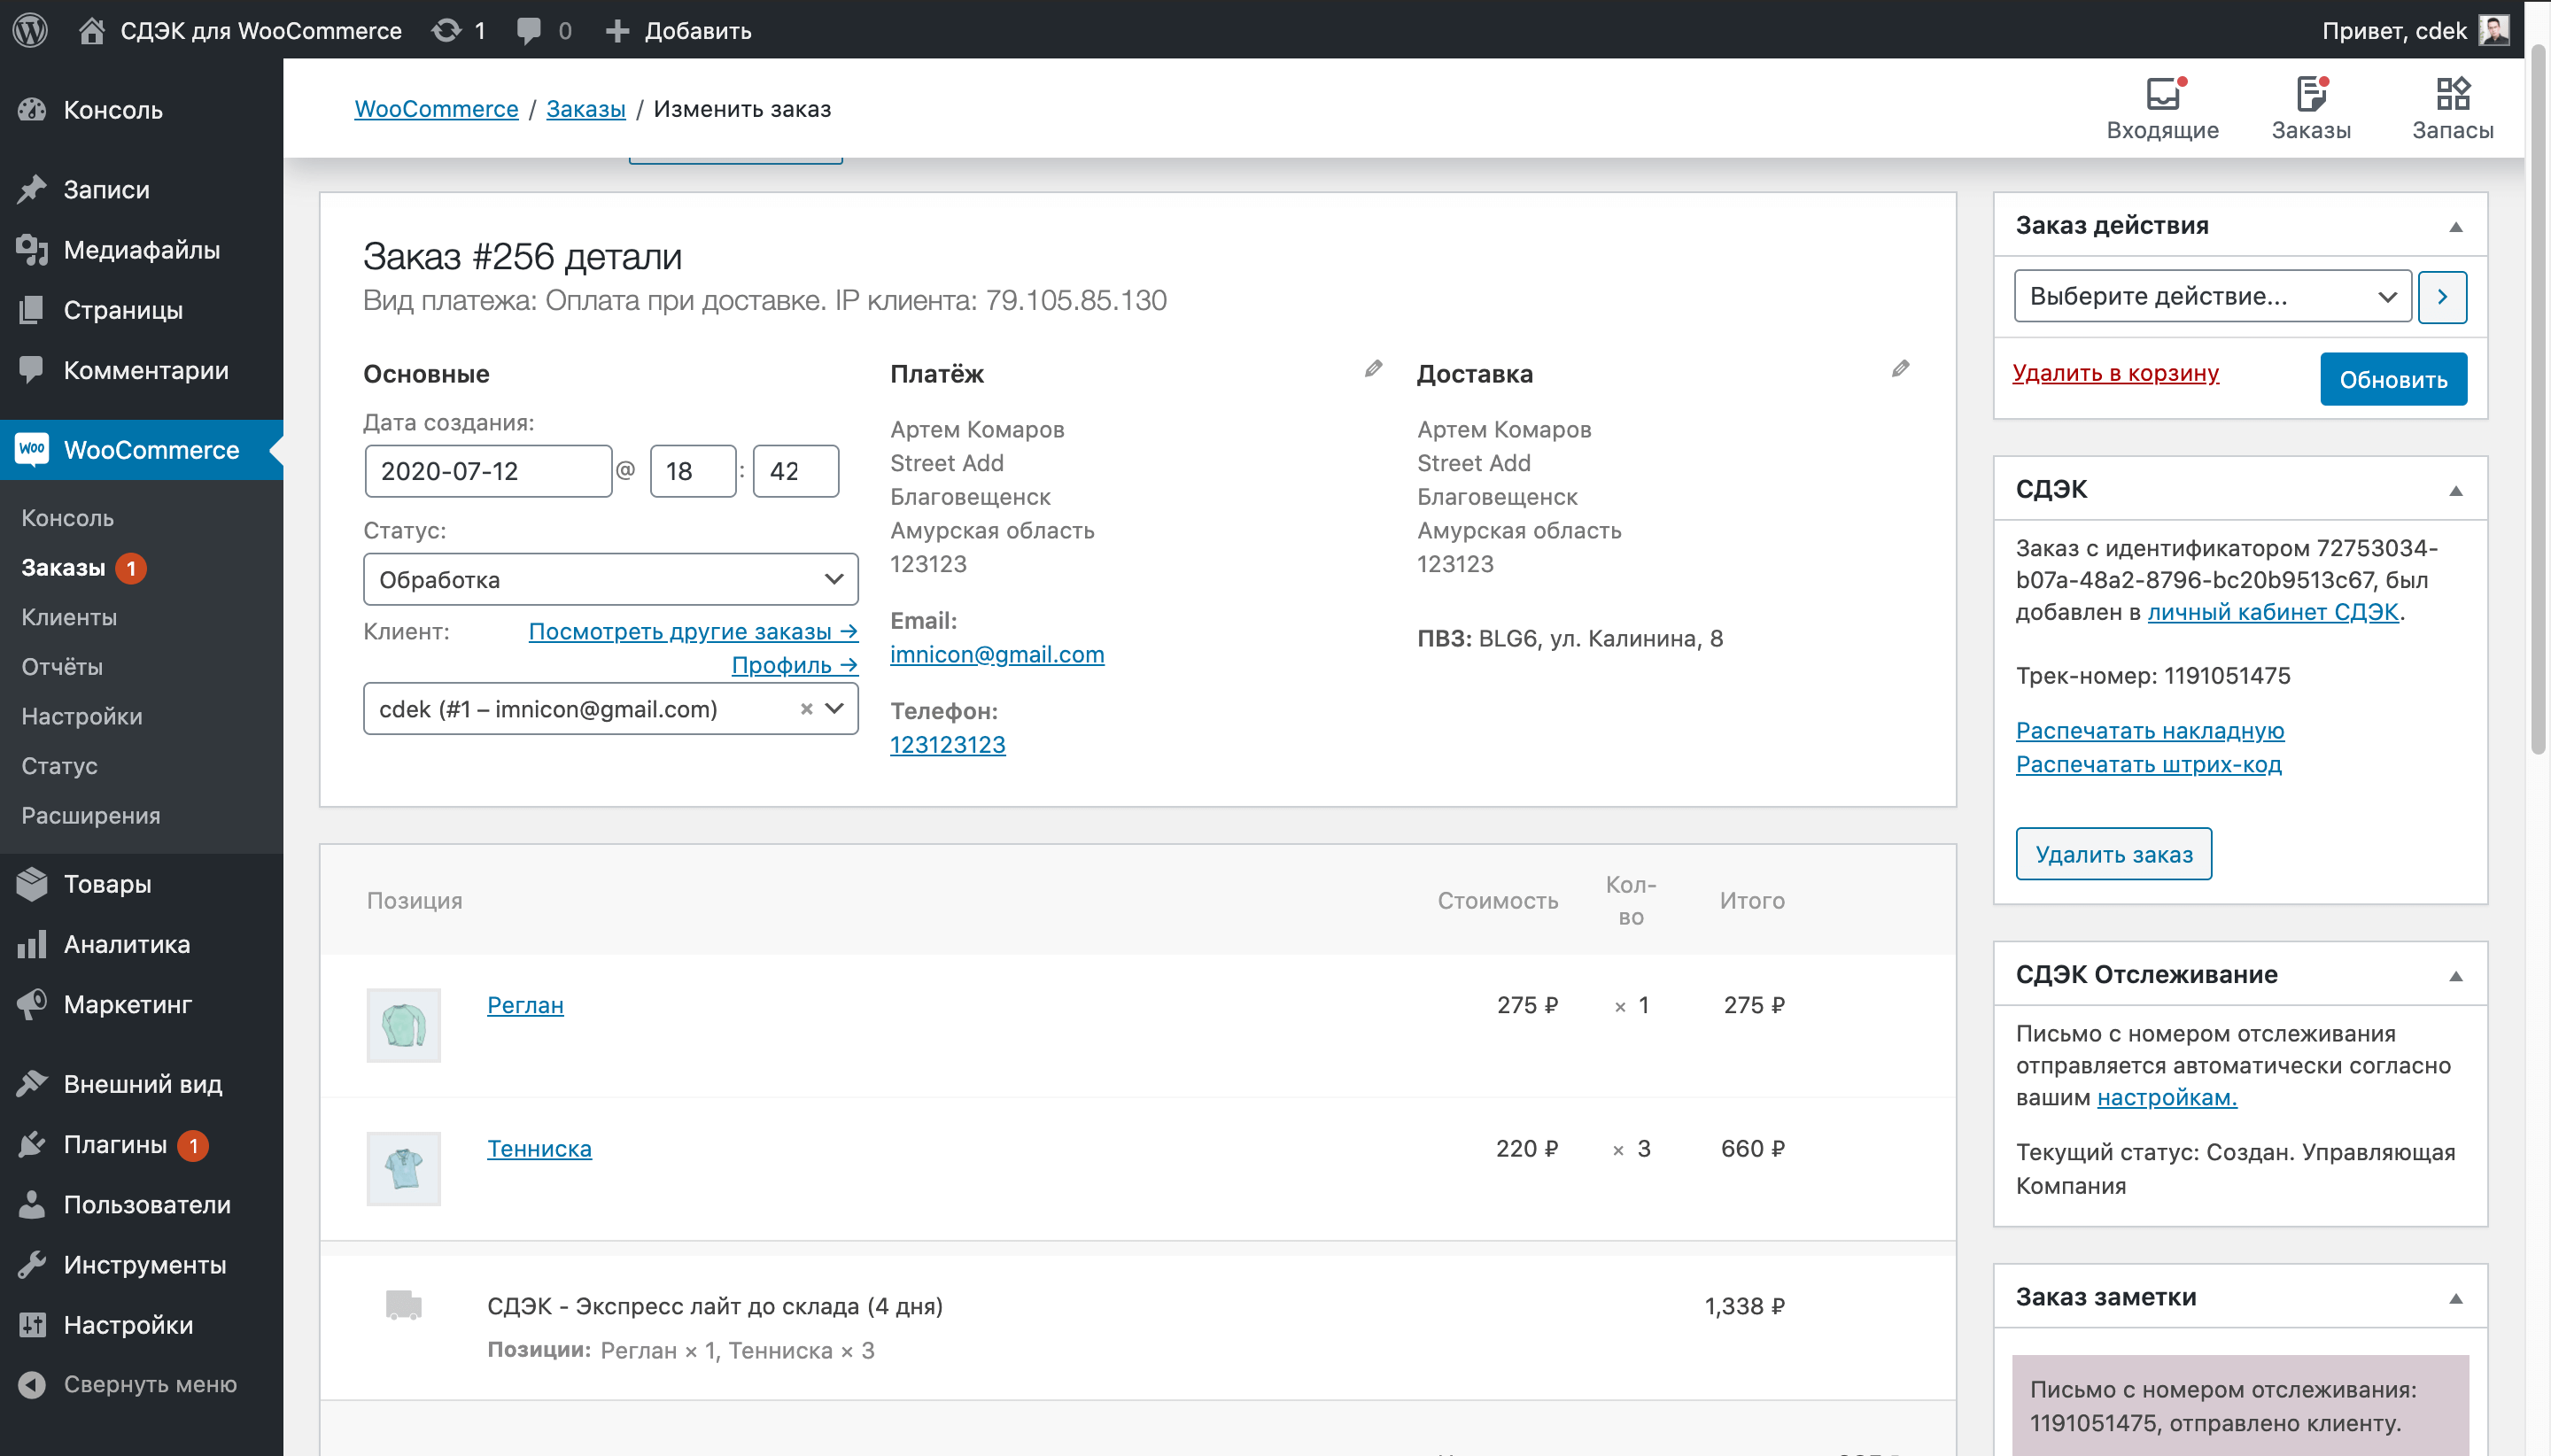 СДЭК для WooCommerce
1
0
Добавить
Привет, cdek
Консоль
Записи
Медиафайлы
Страницы
Комментарии
WooCommerce
Консоль
Заказы 1
Клиенты
Отчёты
Настройки
Статус
Расширения
Товары
Аналитика
Маркетинг
Внешний вид
Плагины 1
Пользователи
Инструменты
Настройки
Свернуть меню
WooCommerce / Заказы / Изменить заказ
Входящие
Заказы
Запасы
Заказ #256 детали
Вид платежа: Оплата при доставке. IP клиента: 79.105.85.130
Основные
Дата создания:
2020-07-12 @ 18 : 42
Статус:
Обработка
Клиент:
Посмотреть другие заказы →
Профиль →
cdek (#1 – imnicon@gmail.com) ×
Платёж
Артем Комаров
Street Add
Благовещенск
Амурская область
123123
Email:
imnicon@gmail.com
Телефон:
123123123
Доставка
Артем Комаров
Street Add
Благовещенск
Амурская область
123123
ПВЗ: BLG6, ул. Калинина, 8
Позиция
Стоимость
Кол-
во
Итого
Реглан 275 ₽ × 1 275 ₽
Тенниска 220 ₽ × 3 660 ₽
СДЭК - Экспресс лайт до склада (4 дня) 1,338 ₽
Позиции: Реглан × 1, Тенниска × 3
Заказ действия
Выберите действие...
Удалить в корзину
Обновить
СДЭК
Заказ с идентификатором 72753034-
b07a-48a2-8796-bc20b9513c67, был
добавлен в личный кабинет СДЭК.
Трек-номер: 1191051475
Распечатать накладную
Распечатать штрих-код
Удалить заказ
СДЭК Отслеживание
Письмо с номером отслеживания
отправляется автоматически согласно
вашим настройкам.
Текущий статус: Создан. Управляющая
Компания
Заказ заметки
Письмо с номером отслеживания:
1191051475, отправлено клиенту.